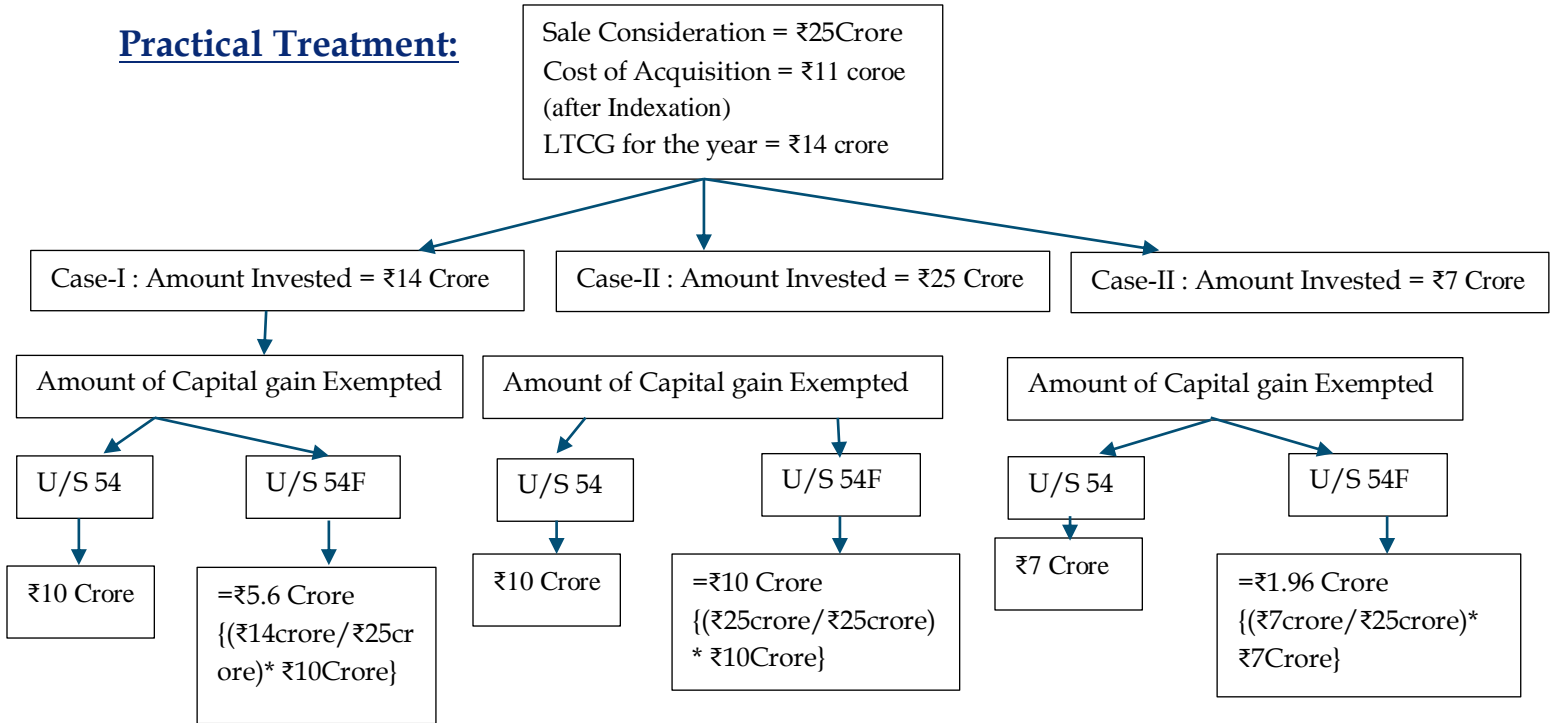 Practical Treatment:
Sale Consideration = ₹25Crore
Cost of Acquisition = ₹11 coroe
(after Indexation)
LTCG for the year = ₹14 crore
Case-I : Amount Invested = ₹14 Crore
Case-II : Amount Invested = ₹25 Crore
Case-II : Amount Invested = ₹7 Crore
Amount of Capital gain Exempted
Amount of Capital gain Exempted
Amount of Capital gain Exempted
U/S 54
U/S 54F
U/S 54
U/S 54F
U/S 54
U/S 54F
₹10 Crore
=₹5.6 Crore
{(₹14crore/₹25cr
ore)* ₹10Crore}
₹10 Crore
=₹10 Crore
{(₹25crore/₹25crore)
* ₹10Crore}
₹7 Crore
=₹1.96 Crore
{(₹7crore/₹25crore)*
₹7Crore}